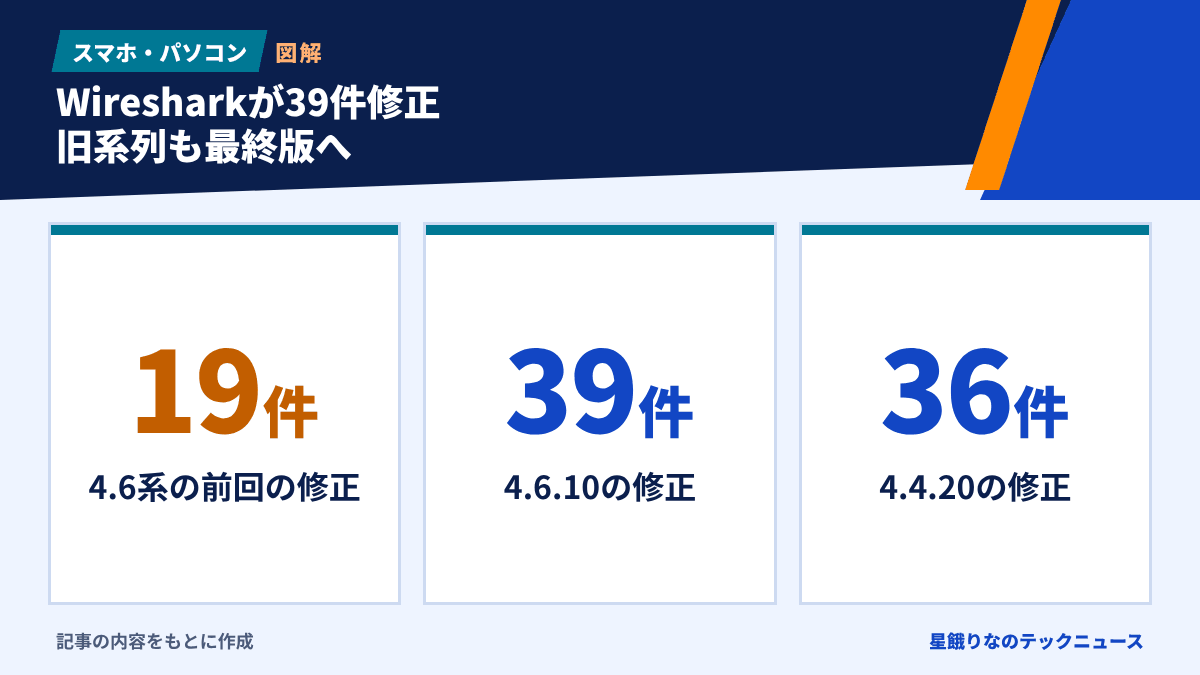 スマホ・パソコン 図解
Wiresharkが39件修正
旧系列も最終版へ
19件
4.6系の前回の修正
39件
4.6.10の修正
36件
4.4.20の修正
記事の内容をもとに作成
星餓りなのテックニュース